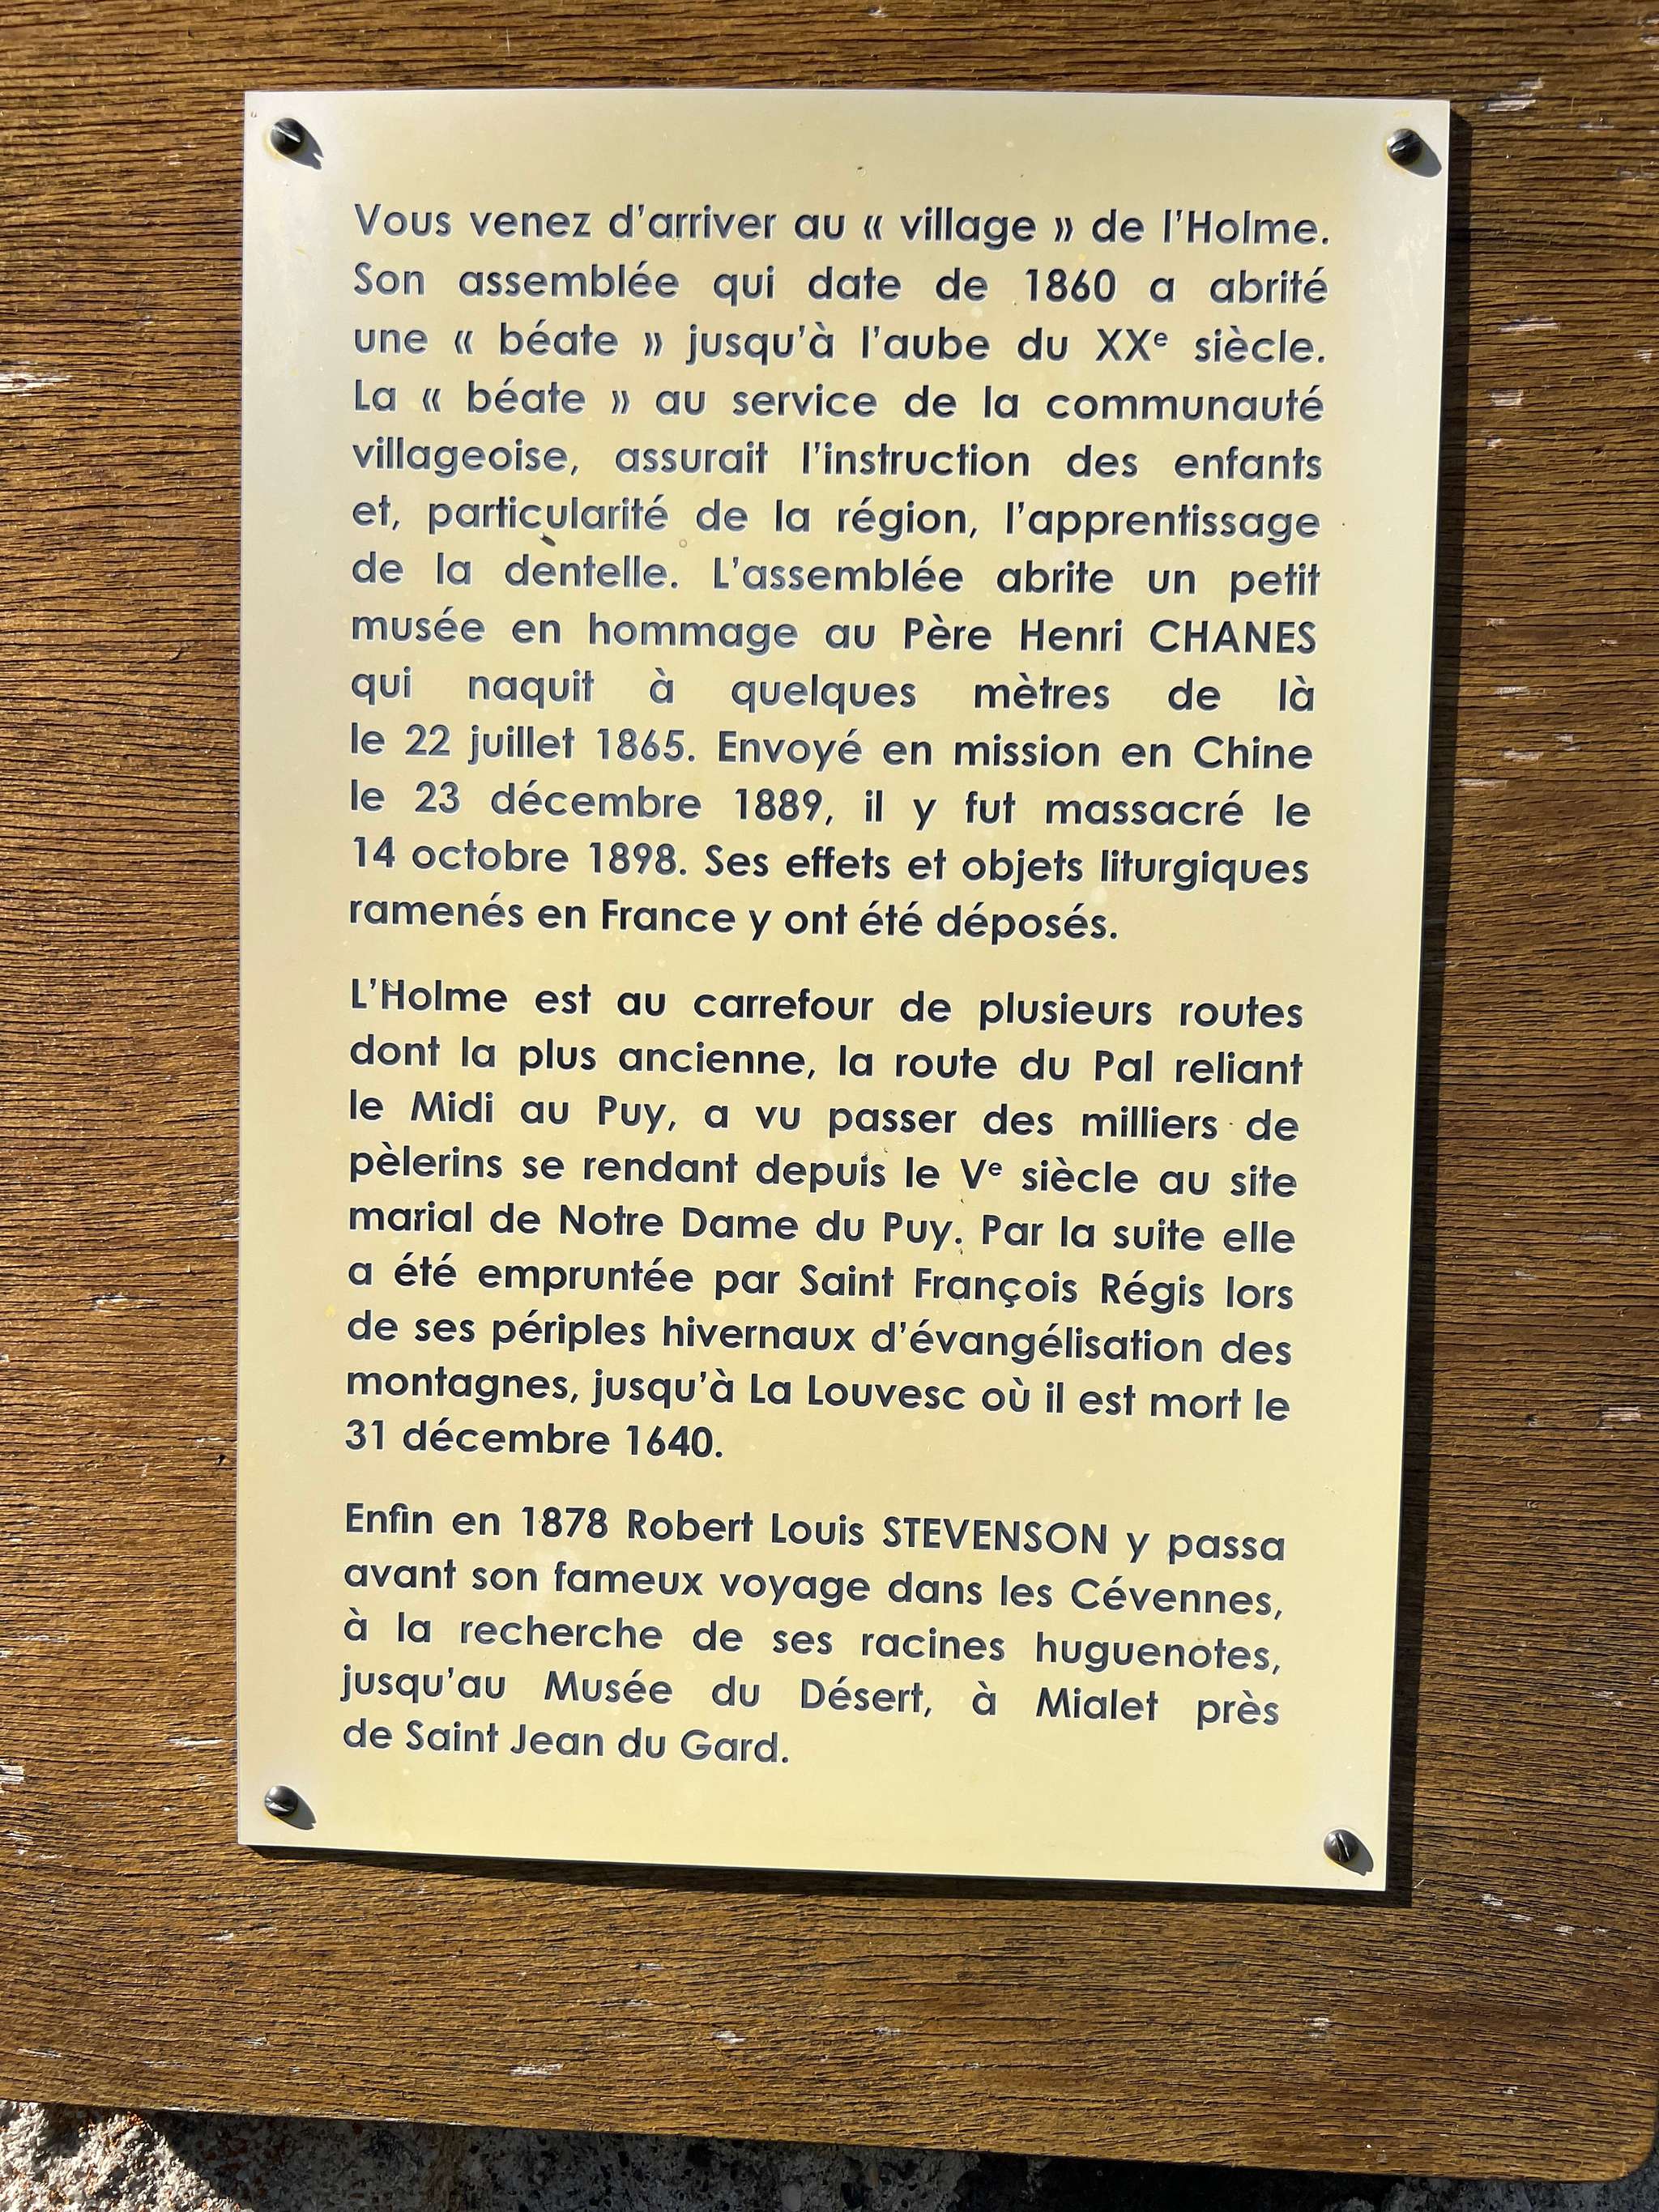 Vous venez d'arriver au « village » de l'Holme.
Son assemblée qui date de 1860 a abrité
une « béate » jusqu'à l'aube du XXe siècle.
La « béate » au service de la communauté
villageoise, assurait l'instruction des enfants
et, particularité de la région, l'apprentissage
de la dentelle. L'assemblée abrite un petit
musée en hommage au Père Henri CHANES
qui naquit à quelques mètres de là
le 22 juillet 1865. Envoyé en mission en Chine
le 23 décembre 1889, il y fut massacré le
14 octobre 1898. Ses effets et objets liturgiques
ramenés en France y ont été déposés.
L'Holme est au carrefour de plusieurs routes
dont la plus ancienne, la route du Pal reliant
le Midi au Puy, a vu passer des milliers de
pèlerins se rendant depuis le Ve siècle au site
marial de Notre Dame du Puy. Par la suite elle
a été empruntée par Saint François Régis lors
de ses périples hivernaux d'évangélisation des
montagnes, jusqu'à La Louvesc où il est mort le
31 décembre 1640.
Enfin en 1878 Robert Louis STEVENSON y passa
avant son fameux voyage dans les Cévennes,
à la recherche de ses racines huguenotes,
jusqu'au Musée du Désert, à Mialet près
de Saint Jean du Gard.